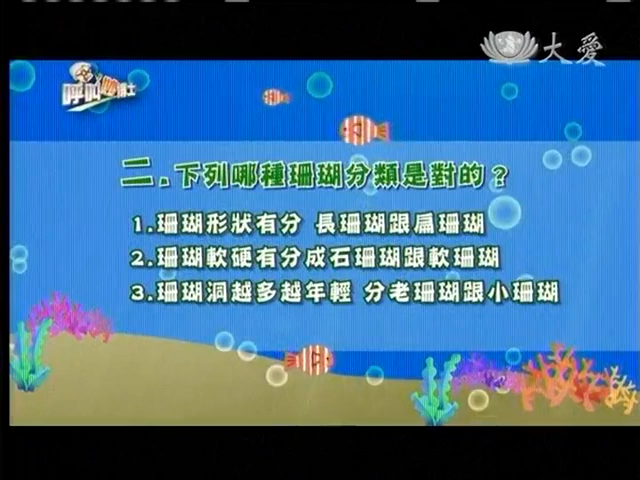 大愛
呼叫
二.下列哪種珊瑚分類是對的?
1.珊瑚形狀有分 長珊瑚跟扁珊瑚
2.珊瑚軟硬有分成石珊瑚跟軟珊瑚
3.珊瑚洞越多越年輕 分老珊瑚跟小珊瑚